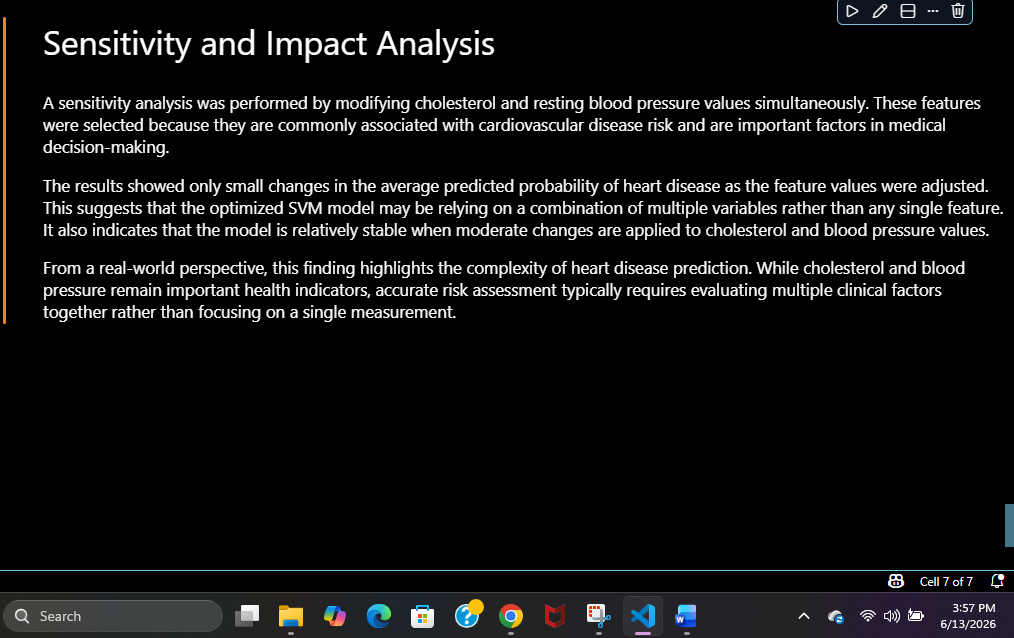 Sensitivity and Impact Analysis
A sensitivity analysis was performed by modifying cholesterol and resting blood pressure values simultaneously. These features
were selected because they are commonly associated with cardiovascular disease risk and are important factors in medical
decision-making.
The results showed only small changes in the average predicted probability of heart disease as the feature values were adjusted.
This suggests that the optimized SVM model may be relying on a combination of multiple variables rather than any single feature.
It also indicates that the model is relatively stable when moderate changes are applied to cholesterol and blood pressure values.
From a real-world perspective, this finding highlights the complexity of heart disease prediction. While cholesterol and blood
pressure remain important health indicators, accurate risk assessment typically requires evaluating multiple clinical factors
together rather than focusing on a single measurement.
Cell 7 of 7
Search
3:57 PM
6/13/2026